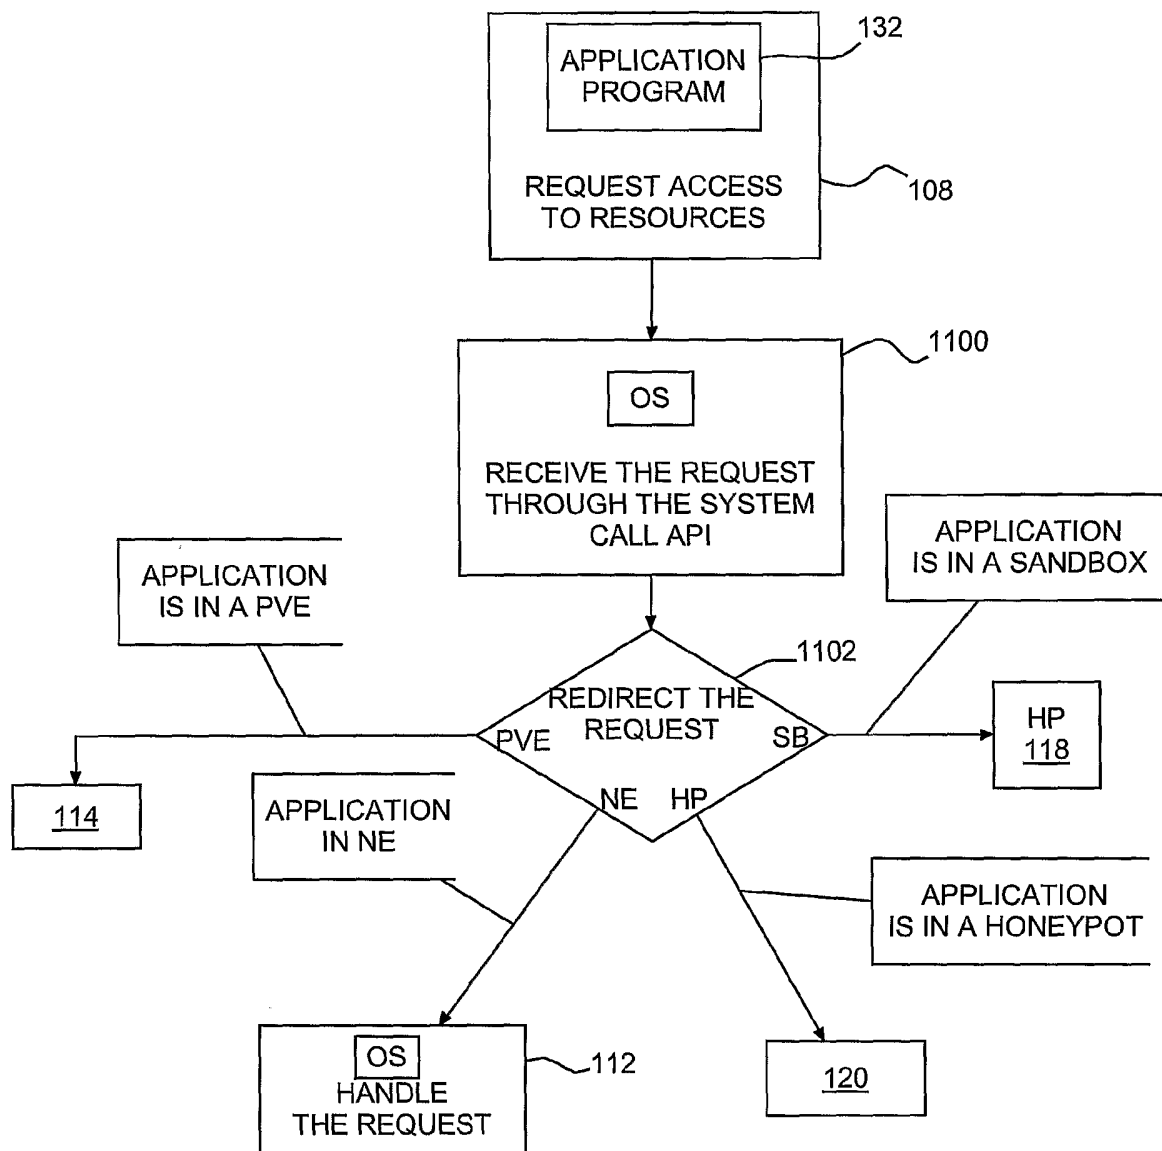 132
APPLICATION
PROGRAM
REQUEST ACCESS
TO RESOURCES
108
1100
OS
RECEIVE THE REQUEST
THROUGH THE SYSTEM
CALL API
APPLICATION
IS IN A SANDBOX
APPLICATION
IS IN A PVE
1102
REDIRECT THE
REQUEST
PVE
SB
HP
118
NE
HP
114
APPLICATION
IN NE
APPLICATION
IS IN A HONEYPOT
OS
HANDLE
THE REQUEST
112
120